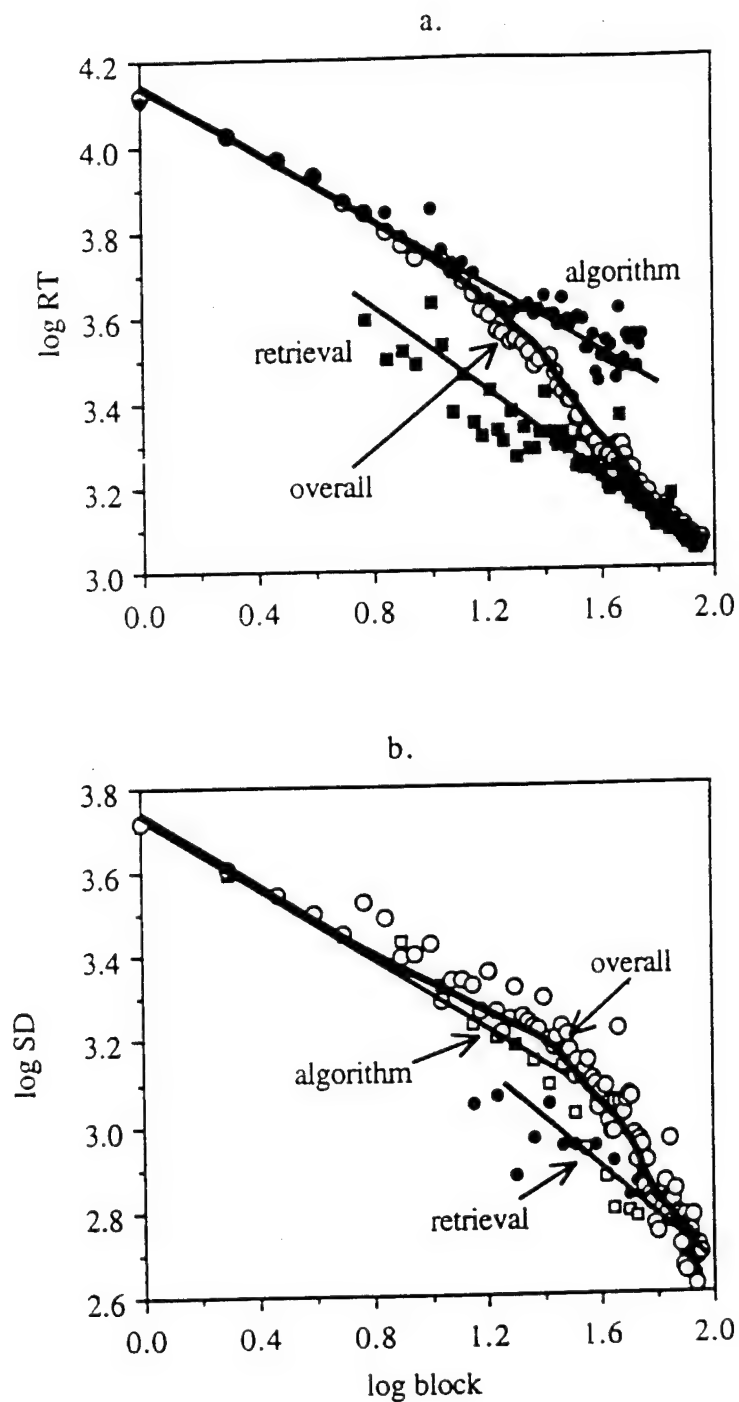 a.
4.2
4.0
3.8
3.6
3.4
3.2
3.0
log RT
algorithm
retrieval
overall
0.0 0.4 0.8 1.2 1.6 2.0
b.
3.8
3.6
3.4
3.2
3.0
2.8
2.6
log SD
overall
algorithm
retrieval
0.0 0.4 0.8 1.2 1.6 2.0
log block